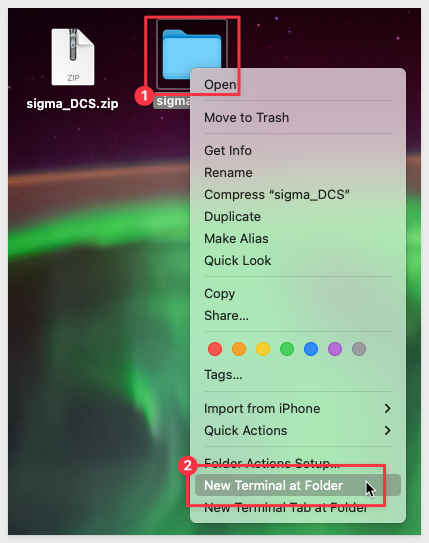 ZIP
sigma_DCS.zip
1
sigma
Open
Move to Trash
Get Info
Rename
Compress “sigma_DCS”
Duplicate
Make Alias
Quick Look
Copy
Share...
Tags...
Import from iPhone
Quick Actions
2
Folder Actions Setup...
New Terminal at Folder
New Terminal Tab at Folder